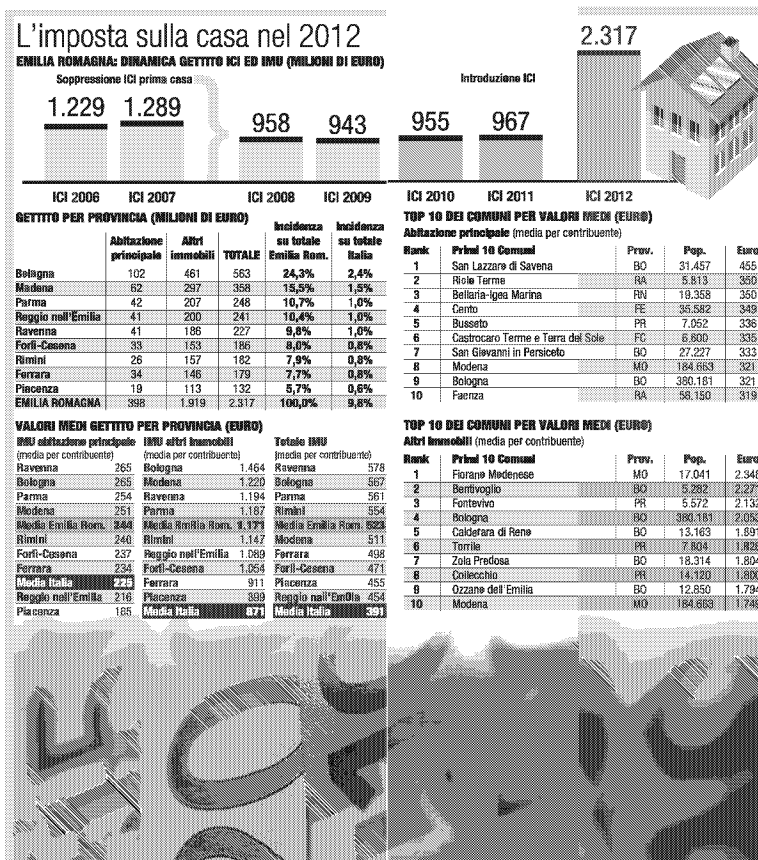 L'imposta sulla casa nel 2012
EMILIA ROMAGNA: DINAMICA GETTITO ICI ED IMU (MILIONI DI EURO)
Soppressione ICI prima casa
Introduzione ICI
1.229 1.289 958 943 955 967 2.317
ICI 2006 ICI 2007 ICI 2008 ICI 2009 ICI 2010 ICI 2011 ICI 2012
GETTITO PER PROVINCIA (MILIONI DI EURO)
Abitazione principale Altri immobili TOTALE Incidenza su totale Emilia Rom. Incidenza su totale Italia
Bologna 102 461 563 24,3% 2,4%
Modena 62 297 358 15,5% 1,5%
Parma 42 207 248 10,7% 1,0%
Reggio nell'Emilia 41 200 241 10,4% 1,0%
Ravenna 41 186 227 9,8% 1,0%
Forlì-Cesena 33 153 186 8,0% 0,8%
Rimini 26 157 182 7,9% 0,8%
Ferrara 34 146 179 7,7% 0,8%
Piacenza 19 113 132 5,7% 0,6%
EMILIA ROMAGNA 398 1.919 2.317 100,0% 9,8%
VALORI MEDI GETTITO PER PROVINCIA (EURO)
IMU abitazione principale
(media per contribuente)
Ravenna 265
Bologna 265
Parma 254
Modena 251
Media Emilia Rom. 244
Rimini 240
Forlì-Cesena 237
Ferrara 234
Media Italia 225
Reggio nell'Emilia 216
Piacenza 185
IMU altri immobili
(media per contribuente)
Bologna 1.464
Modena 1.220
Ravenna 1.194
Parma 1.187
Media Emilia Rom. 1.171
Rimini 1.147
Reggio nell'Emilia 1.089
Forlì-Cesena 1.054
Ferrara 911
Piacenza 899
Media Italia 871
Totale IMU
(media per contribuente)
Ravenna 578
Bologna 567
Parma 561
Rimini 554
Media Emilia Rom. 523
Modena 511
Ferrara 498
Forlì-Cesena 471
Piacenza 455
Reggio nell'Emilia 454
Media Italia 391
TOP 10 DEI COMUNI PER VALORI MEDI (EURO)
Abitazione principale (media per contribuente)
Rank Primi 10 Comuni Prov. Pop. Euro
1 San Lazzaro di Savena BO 31.457 455
2 Riolo Terme RA 5.813 350
3 Bellaria-Igea Marina RN 19.358 350
4 Cento FE 35.582 349
5 Busseto PR 7.052 336
6 Castrocaro Terme e Terra del Sole FC 6.600 335
7 San Giovanni in Persiceto BO 27.227 333
8 Modena MO 184.663 321
9 Bologna BO 380.181 321
10 Faenza RA 58.150 319
TOP 10 DEI COMUNI PER VALORI MEDI (EURO)
Altri immobili (media per contribuente)
Rank Primi 10 Comuni Prov. Pop. Euro
1 Fiorano Modenese MO 17.041 2.348
2 Bentivoglio BO 5.282
3 Fontevivo PR 5.572
4 Bologna BO 380.181
5 Calderara di Reno BO 13.163
6 Torrile PR 7.804
7 Zola Predosa BO 18.314 1.804
8 Collecchio PR 14.120 1.800
9 Ozzano dell'Emilia BO 12.850 1.794
10 Modena MO 184.663